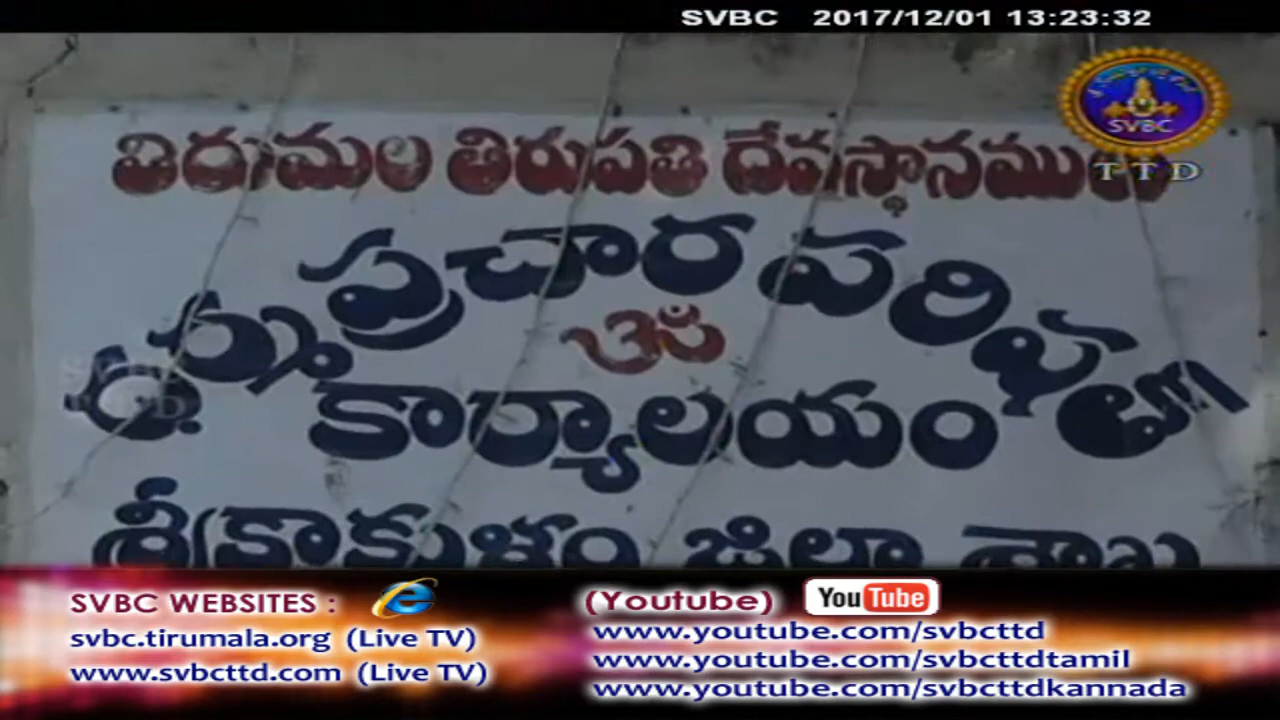 SVBC 2017/12/01 13:23:32
SVBC
T T D
తిరుమల తిరుపతి దేవస్థానములు
ధర్మప్రచార పరిషత్
కార్యాలయం
శ్రీకాకుళం జిల్లా శాఖ
SVBC WEBSITES :
svbc.tirumala.org (Live TV)
www.svbcttd.com (Live TV)
(Youtube) YouTube
www.youtube.com/svbcttd
www.youtube.com/svbcttdtamil
www.youtube.com/svbcttdkannada